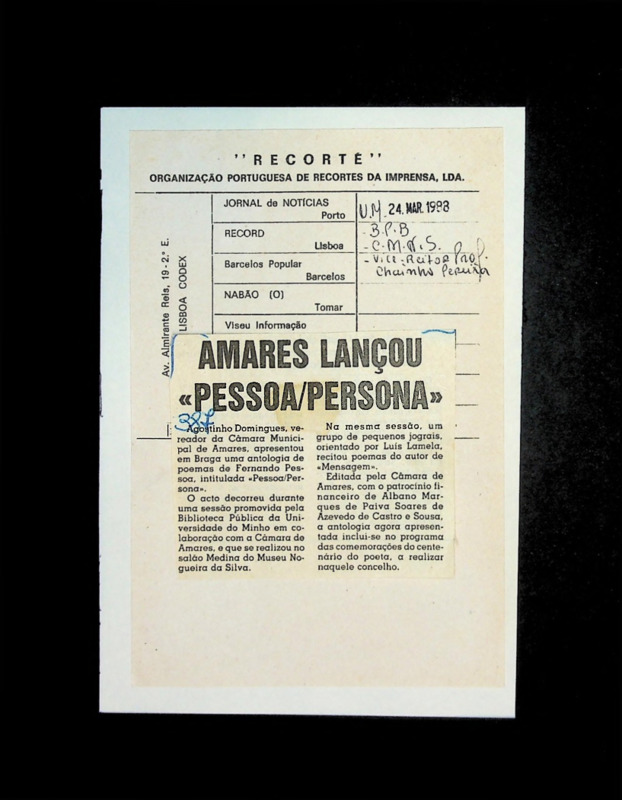 "RECORTE"
ORGANIZAÇÃO PORTUGUESA DE RECORTES DA IMPRENSA, LDA.
Av. Almirante Reis, 19-2.º E.
LISBOA CODEX
JORNAL de NOTÍCIAS
Porto
RECORD
Lisboa
Barcelos Popular
Barcelos
NABÃO (O)
Tomar
Viseu Informação
U.M. 24. MAR. 1988
- B.P.B
- C.M.N.S.
- Vice-Reitor Prof.
Chainho Pereira
AMARES LANÇOU
«PESSOA/PERSONA»
387
Agostinho Domingues, ve-
reador da Câmara Munici-
pal de Amares, apresentou
em Braga uma antologia de
poemas de Fernando Pes-
soa, intitulada «Pessoa/Per-
sona».
O acto decorreu durante
uma sessão promovida pela
Biblioteca Pública da Uni-
versidade do Minho em co-
laboração com a Câmara de
Amares, e que se realizou no
salão Medina do Museu No-
gueira da Silva.
Na mesma sessão, um
grupo de pequenos jograis,
orientado por Luís Lamela,
recitou poemas do autor de
«Mensagem».
Editada pela Câmara de
Amares, com o patrocínio fi-
nanceiro de Albano Mar-
ques de Paiva Soares de
Azevedo de Castro e Sousa,
a antologia agora apresen-
tada inclui-se no programa
das comemorações do cente-
nário do poeta, a realizar
naquele concelho.